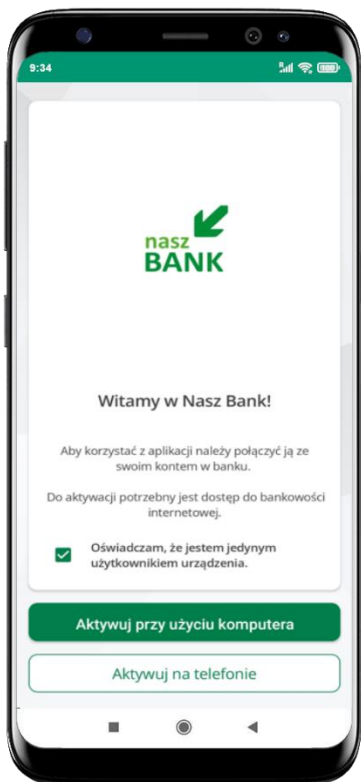 9:34
100
nasz
BANK
Witamy w Nasz Bank!
Aby korzystać z aplikacji należy połączyć ją ze
swoim kontem w banku.
Do aktywacji potrzebny jest dostęp do bankowości
internetowej.
Oświadczam, że jestem jedynym
użytkownikiem urządzenia.
Aktywuj przy użyciu komputera
Aktywuj na telefonie